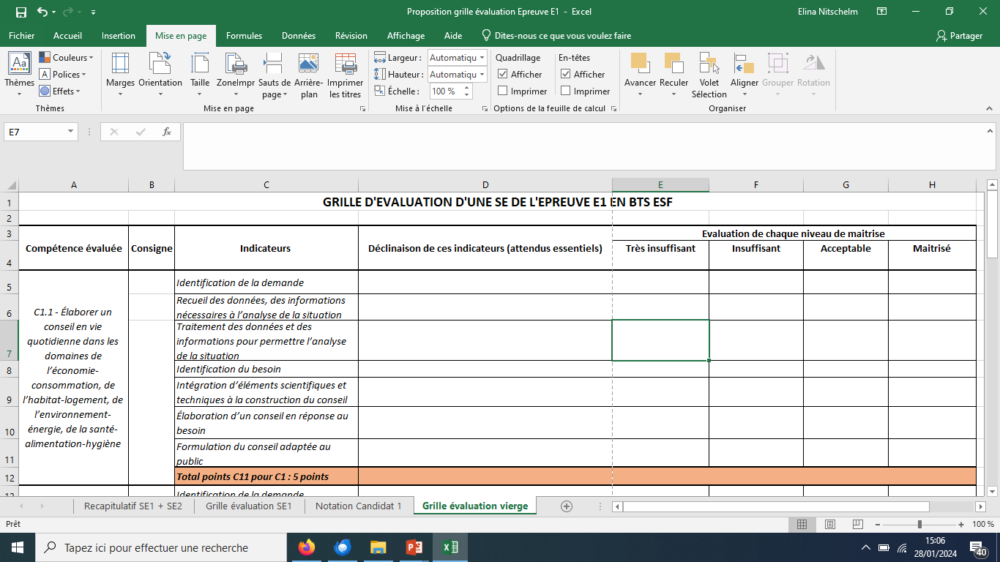 Proposition grille évaluation Epreuve E1 - Excel
Elina Nitschelm
Fichier Accueil Insertion Mise en page Formules Données Révision Affichage Aide Dites-nous ce que vous voulez faire Partager
Thèmes
Couleurs
Polices
Effets
Thèmes
Marges Orientation Taille ZoneImpr Sauts de page Arrière-plan Imprimer les titres
Mise en page
Largeur : Automatiqu
Hauteur : Automatiqu
Échelle : 100 %
Mise à l'échelle
Quadrillage En-têtes
Afficher Afficher
Imprimer Imprimer
Options de la feuille de calcul
Avancer Reculer Volet Sélection Aligner Grouper Rotation
Organiser
E7
fx
A B C D E F G H
1 GRILLE D'EVALUATION D'UNE SE DE L'EPREUVE E1 EN BTS ESF
2
3 Evaluation de chaque niveau de maitrise
Compétence évaluée Consigne Indicateurs Déclinaison de ces indicateurs (attendus essentiels) Très insuffisant Insuffisant Acceptable Maitrisé
4
C1.1 - Élaborer un
conseil en vie
quotidienne dans les
domaines de
l'économie-
consommation, de
l'habitat-logement, de
l'environnement-
énergie, de la santé-
alimentation-hygiène
5 Identification de la demande
6 Recueil des données, des informations
nécessaires à l'analyse de la situation
7 Traitement des données et des
informations pour permettre l'analyse
de la situation
8 Identification du besoin
9 Intégration d'éléments scientifiques et
techniques à la construction du conseil
10 Élaboration d'un conseil en réponse au
besoin
11 Formulation du conseil adaptée au
public
12 Total points C11 pour C1 : 5 points
13 Identification de la demande
Recapitulatif SE1 + SE2 Grille évaluation SE1 Notation Candidat 1 Grille évaluation vierge
Prêt
100 %
Tapez ici pour effectuer une recherche
15:06
28/01/2024
40